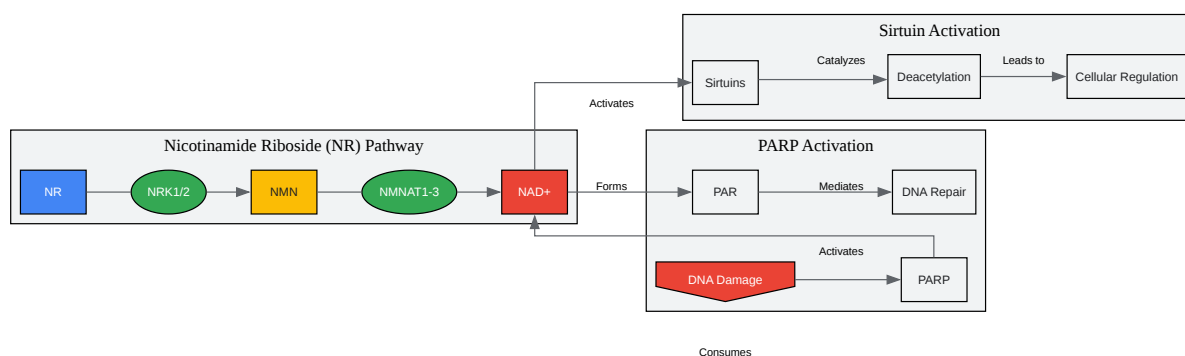 Sirtuin Activation
Sirtuins
Catalyzes
Deacetylation
Leads to
Cellular Regulation
Activates
Nicotinamide Riboside (NR) Pathway
NR
NRK1/2
NMN
NMNAT1-3
NAD+
Forms
PARP Activation
PAR
Mediates
DNA Repair
Activates
DNA Damage
PARP
Consumes